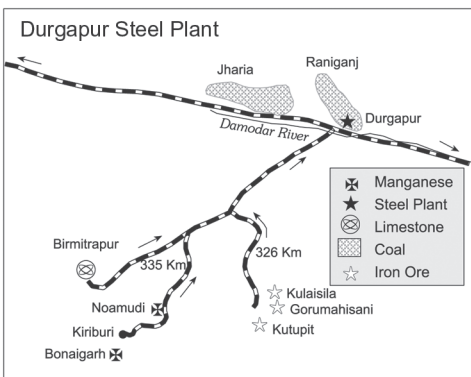 Durgapur Steel Plant
Raniganj
Jharia
Durgapur
Damodar River
Manganese
Steel Plant
Limestone
Coal
Iron Ore
Birmitrapur
335 Km
326 Km
Kulaisila
Noamudi
Gorumahisani
Kiriburi
Kutupit
Bonaigarh